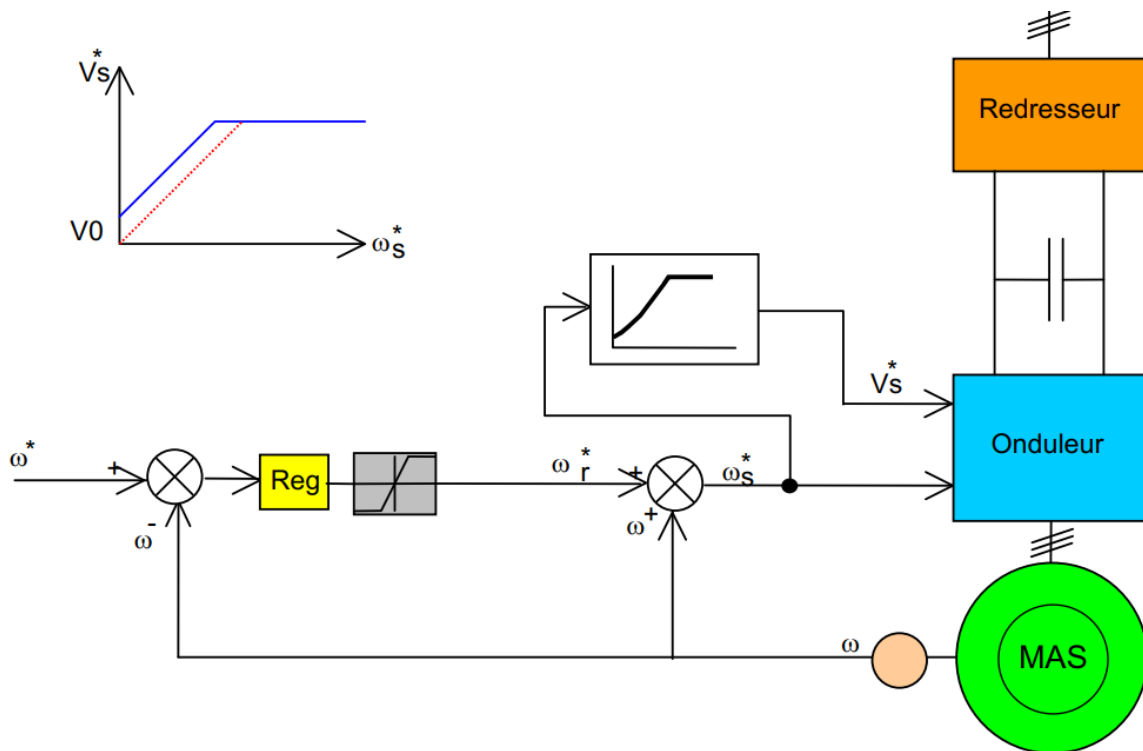 Vs*
V0
ωs*
Redresseur
Vs*
Onduleur
ω*
+
-
ω
Reg
ωr*
+
ω+
ωs*
ω
MAS